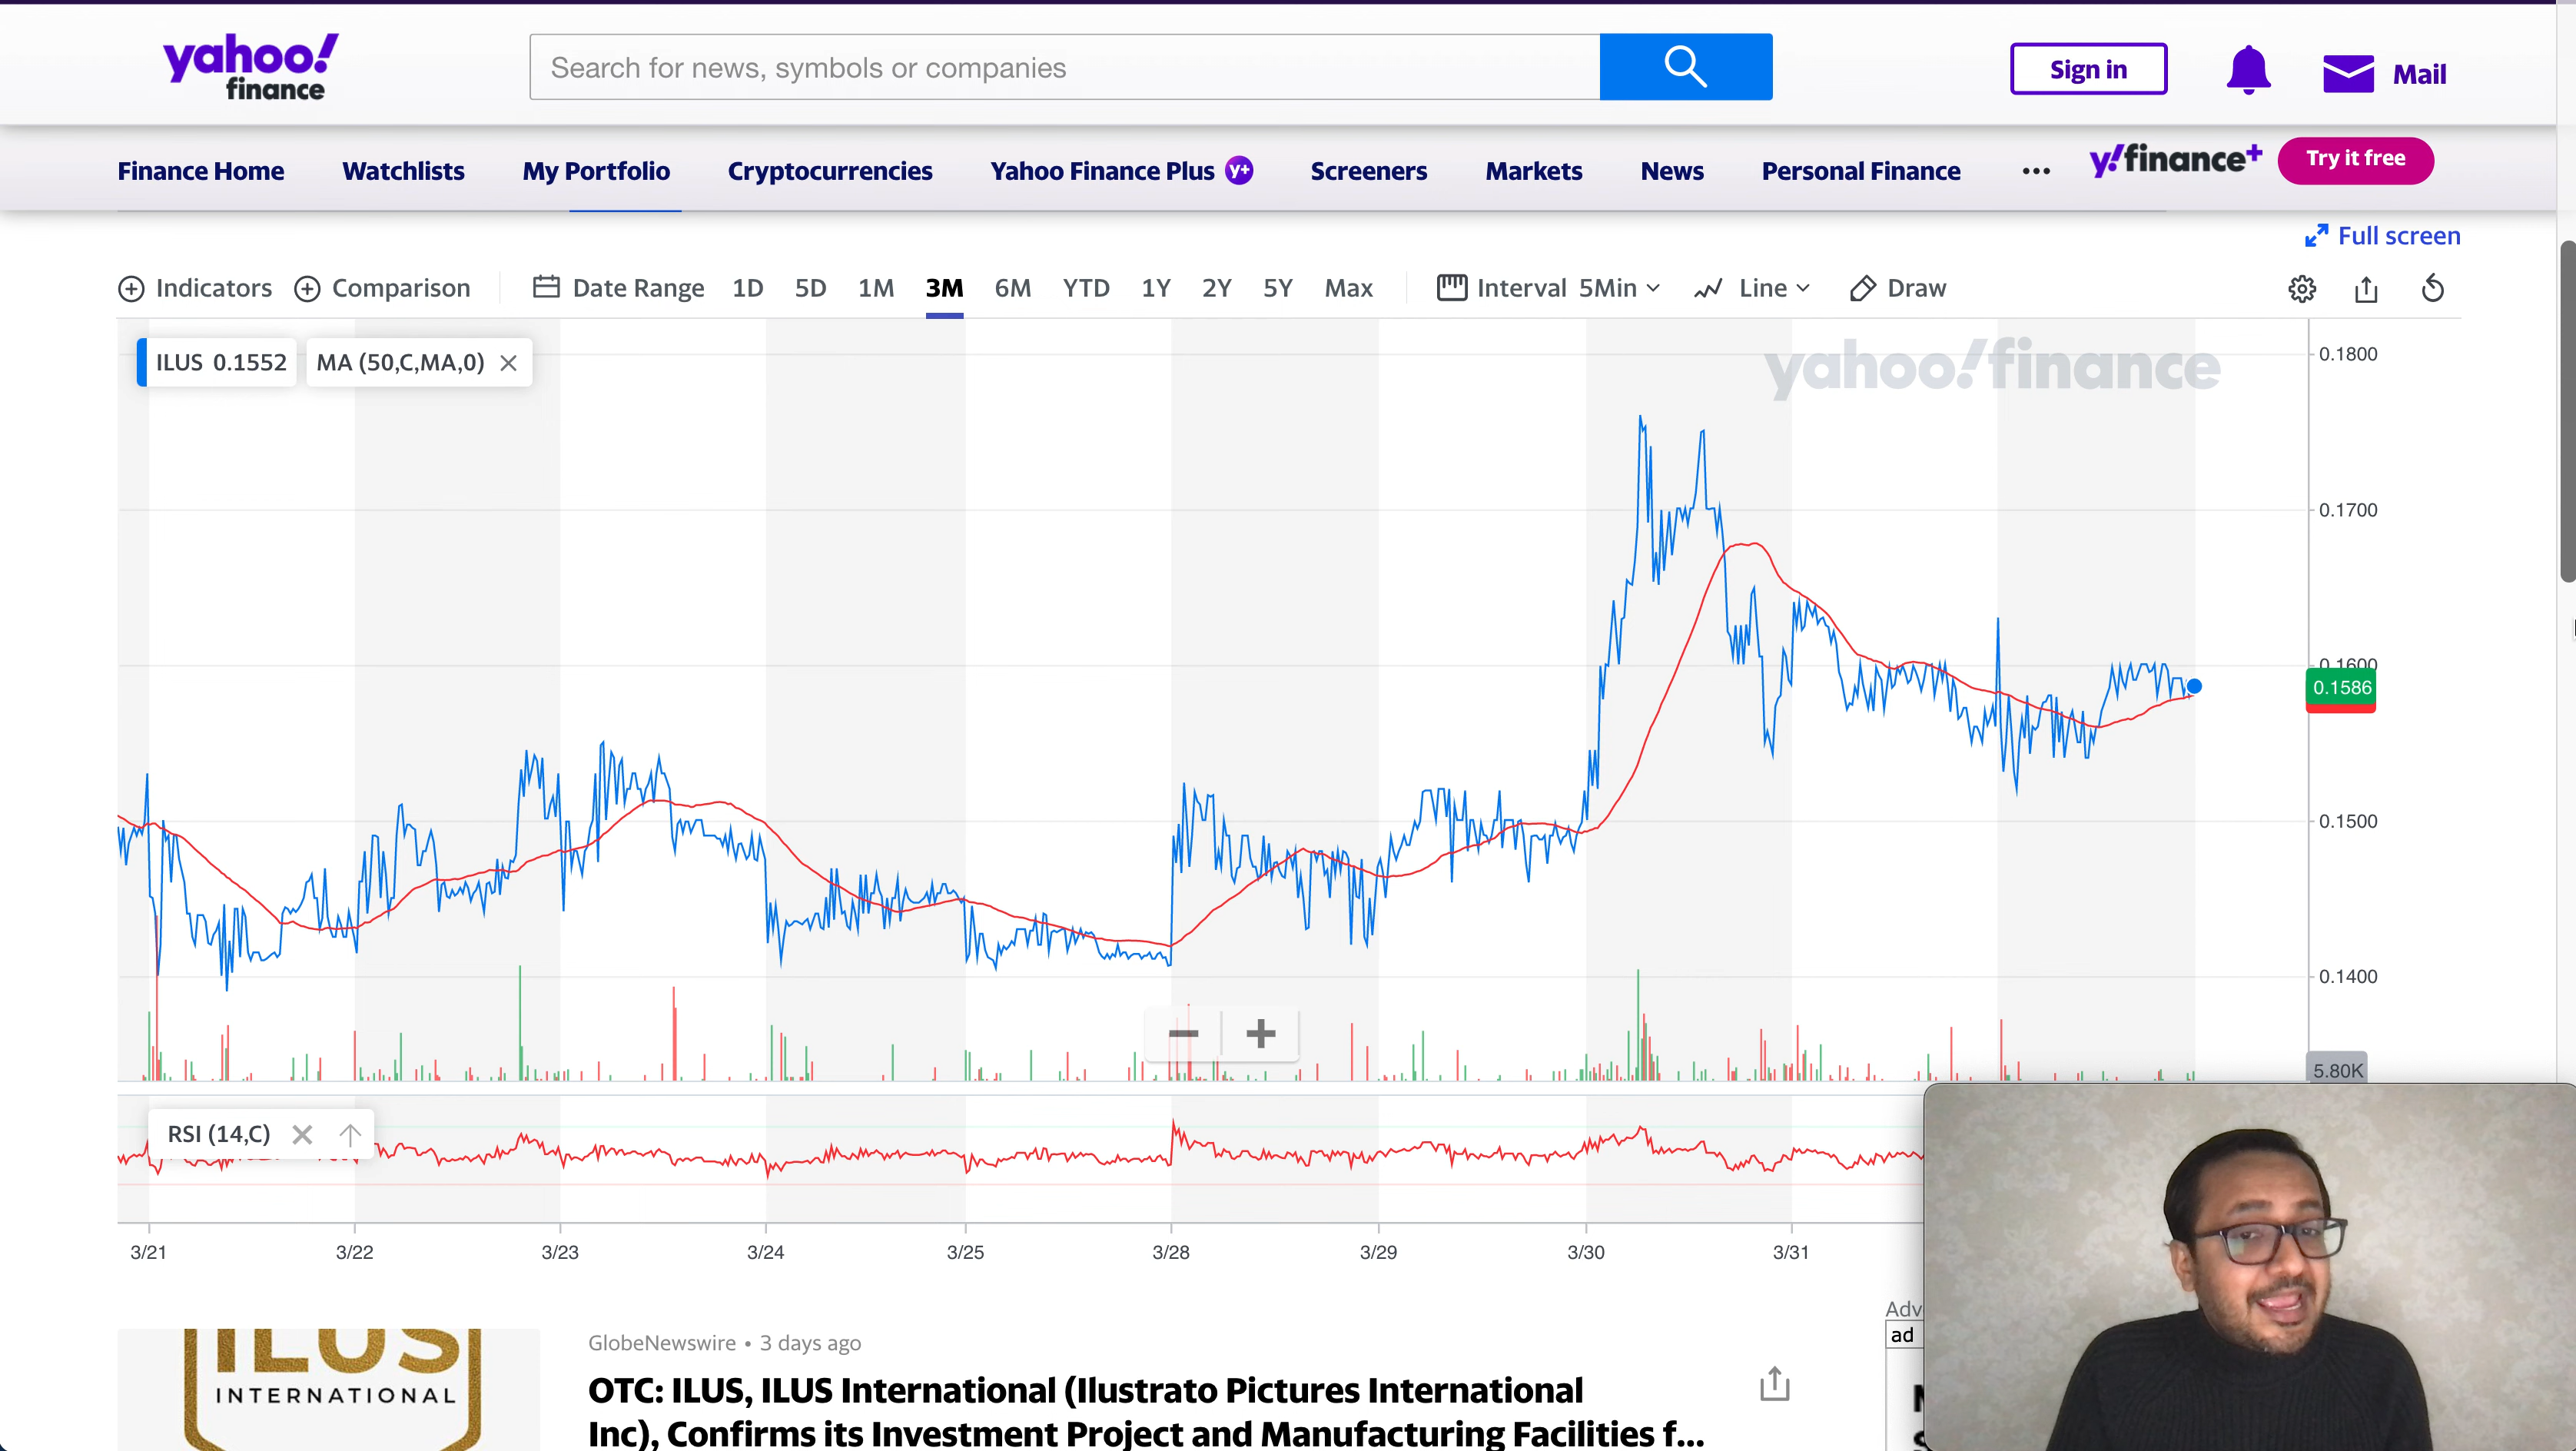 yahoo!
finance
Search for news, symbols or companies
Sign in
Mail
Finance Home Watchlists My Portfolio Cryptocurrencies Yahoo Finance Plus y+ Screeners Markets News Personal Finance ... y!finance+ Try it free
Full screen
Indicators Comparison Date Range 1D 5D 1M 3M 6M YTD 1Y 2Y 5Y Max Interval 5Min Line Draw
ILUS 0.1552 MA (50,C,MA,0)
yahoo!finance
0.1800
0.1700
0.1600
0.1586
0.1500
0.1400
5.80K
RSI (14,C)
3/21 3/22 3/23 3/24 3/25 3/28 3/29 3/30 3/31
ILUS
INTERNATIONAL
GlobeNewswire • 3 days ago
OTC: ILUS, ILUS International (Ilustrato Pictures International
Inc), Confirms its Investment Project and Manufacturing Facilities f...
Adv
ad